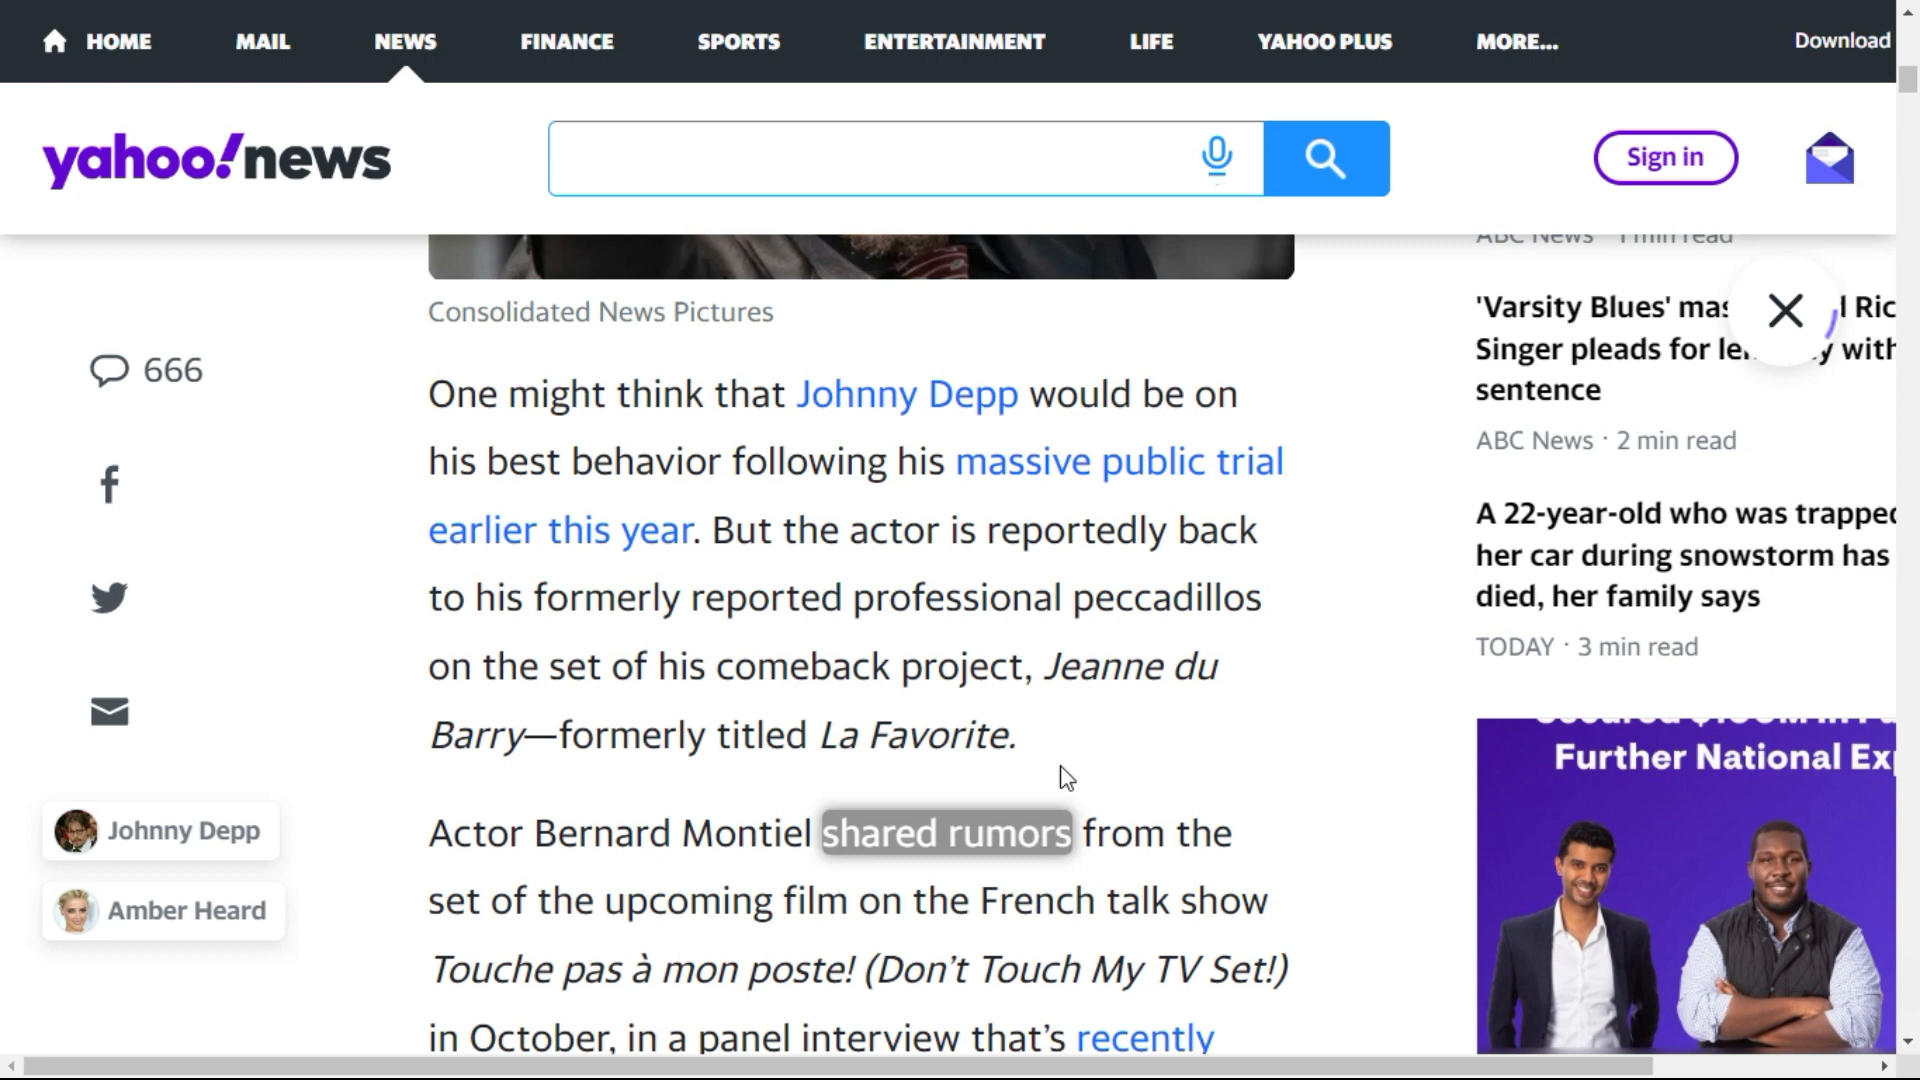 HOME MAIL NEWS FINANCE SPORTS ENTERTAINMENT LIFE YAHOO PLUS MORE... Download
yahoo!news
Sign in
Consolidated News Pictures
666
One might think that Johnny Depp would be on
his best behavior following his massive public trial
earlier this year. But the actor is reportedly back
to his formerly reported professional peccadillos
on the set of his comeback project, Jeanne du
Barry—formerly titled La Favorite.
Actor Bernard Montiel shared rumors from the
set of the upcoming film on the French talk show
Touche pas à mon poste! (Don't Touch My TV Set!)
in October, in a panel interview that's recently
Johnny Depp
Amber Heard
ABC News 1 min read
'Varsity Blues'
Singer pleads for with
sentence
ABC News · 2 min read
A 22-year-old who was trapped
her car during snowstorm has
died, her family says
TODAY · 3 min read
Further National